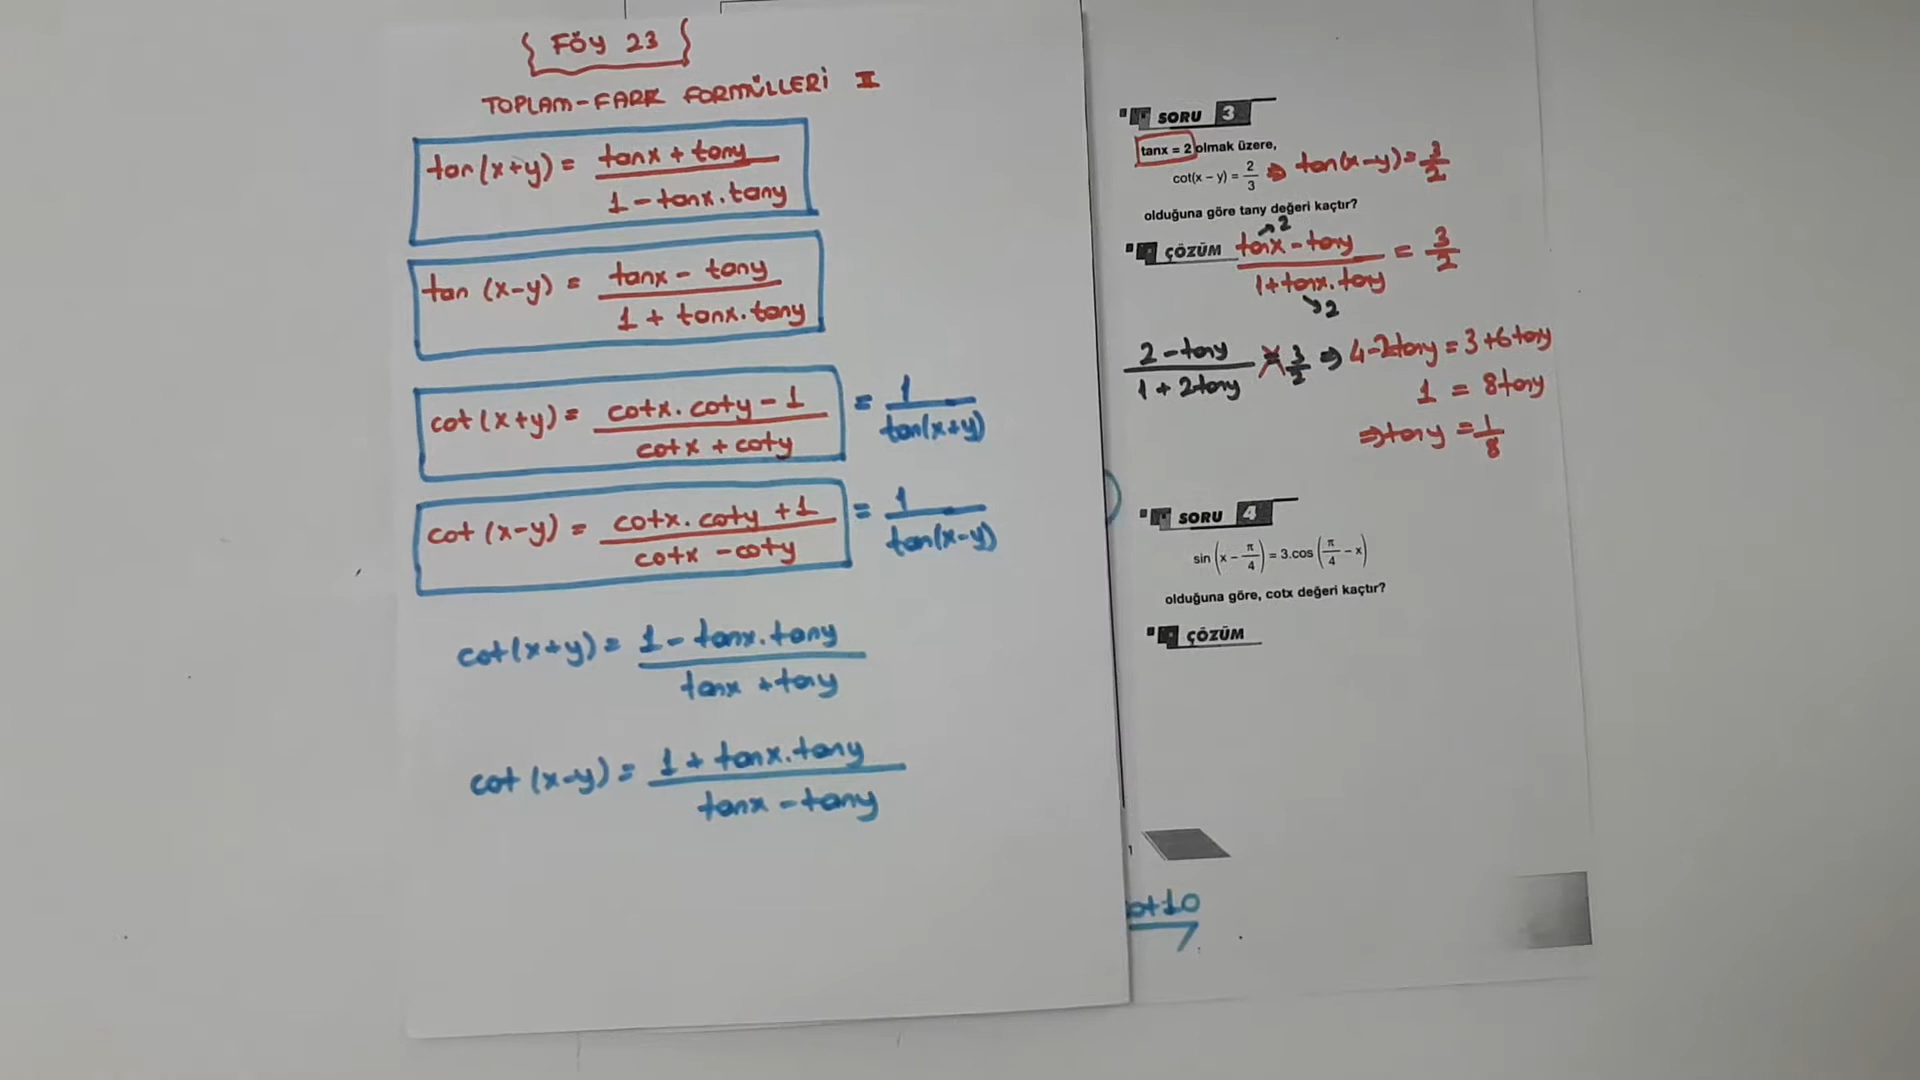 Föy 23
TOPLAM-FARK FORMÜLLERİ II
tan(x+y) = (tanx + tany) / (1 - tanx.tany)
tan(x-y) = (tanx - tany) / (1 + tanx.tany)
cot(x+y) = (cotx.coty - 1) / (cotx + coty) = 1 / tan(x+y)
cot(x-y) = (cotx.coty + 1) / (cotx - coty) = 1 / tan(x-y)
cot(x+y) = (1 - tanx.tany) / (tanx + tany)
cot(x-y) = (1 + tanx.tany) / (tanx - tany)
SORU 3
tanx = 2 olmak üzere,
cot(x – y) = 2/3 ⇒ tan(x-y) = 3/2
olduğuna göre tany değeri kaçtır?
ÇÖZÜM
(tanx - tany) / (1 + tanx.tany) = 3/2
2
2
(2 - tany) / (1 + 2tany) = 3/2 ⇒ 4 - 2tany = 3 + 6tany
1 = 8tany
⇒ tany = 1/8
SORU 4
sin(x – π/4) = 3.cos(π/4 – x)
olduğuna göre, cotx değeri kaçtır?
ÇÖZÜM
1
t+10